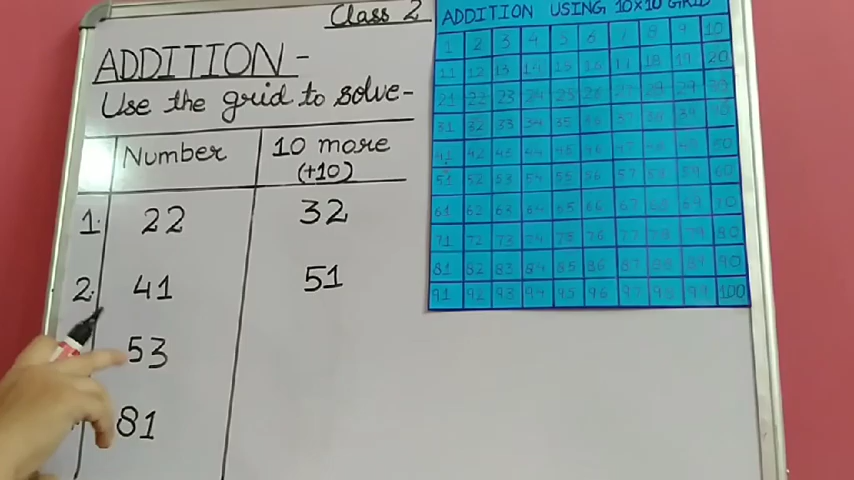 Class 2
ADDITION -
Use the grid to solve-
Number 10 more
(+10)
1. 22 32
2. 41 51
53
81
ADDITION USING 10x10 GRID
1 2 3 4 5 6 7 8 9 10
11 12 13 14 15 16 17 18 19 20
21 22 23 24 25 26 27 28 29 30
31 32 33 34 35 36 37 38 39
41 42 43 44 45 46 47 48 49 50
51 52 53 54 55 56 57 58 59 60
61 62 63 64 65 66 67 68 69 70
71 72 73 74 75 76 77 78 79 80
81 82 83 84 85 86 87 88 89 90
91 92 93 94 95 96 97 98 99 100